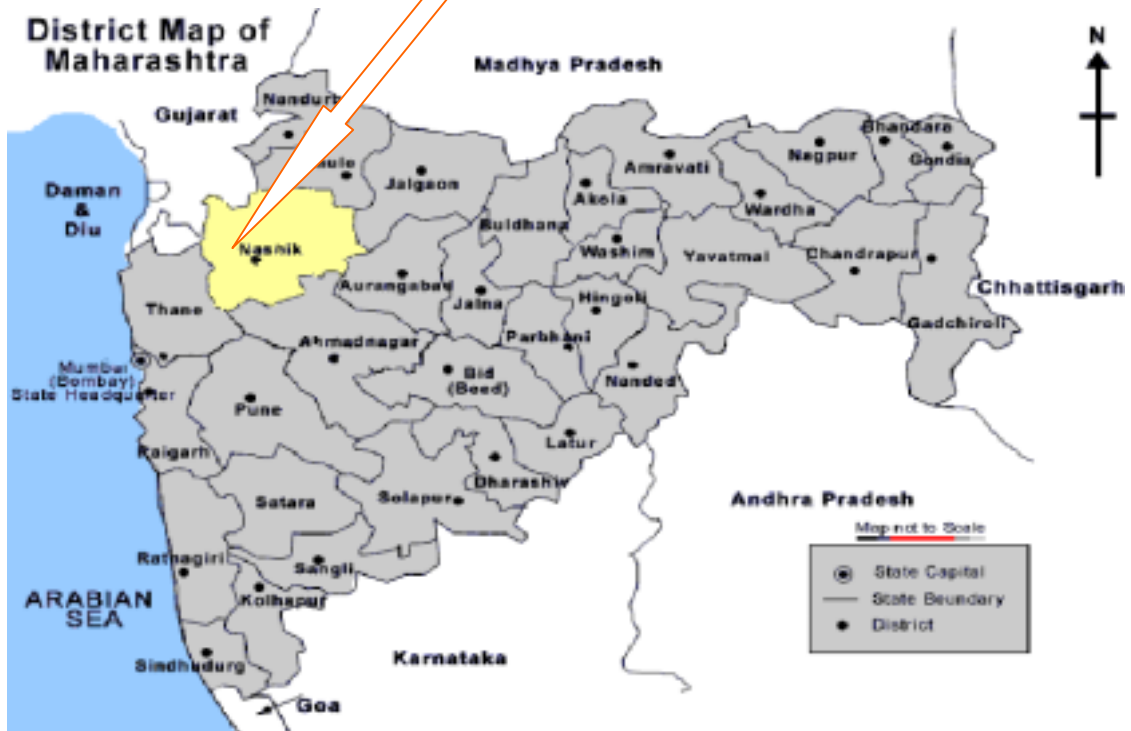 District Map of
Maharashtra
N
Madhya Pradesh
Gujarat
Nandurb
Bhandara
Nagpur
Gondia
Amravati
aule
Jalgaon
Daman
&
Diu
Akola
Wardha
Buldhana
Nashik
Washim
Yavatmal
Chandrapur
Aurangabad
Jalna
Hingoli
Chhattisgarh
Thane
Gadchiroli
Ahmadnagar
Parbhani
Mumbai
(Bombay)
State Headquarter
Bid
(Beed)
Nanded
Pune
Latur
Raigarh
Dharashiv
Satara
Solapur
Andhra Pradesh
Map not to Scale
Ratnagiri
Sangli
State Capital
ARABIAN
SEA
Kolhapur
State Boundary
District
Sindhudurg
Karnataka
Goa